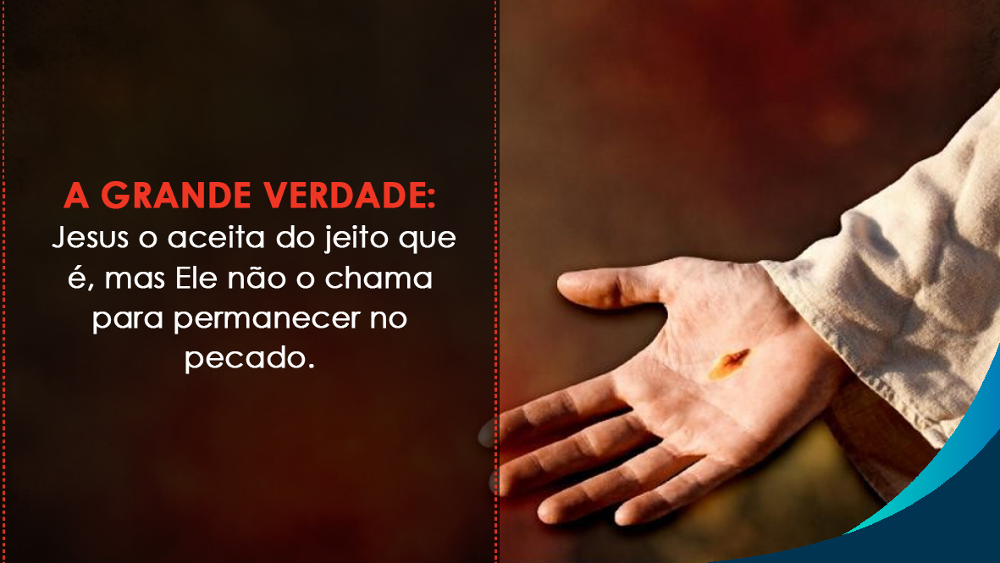 A GRANDE VERDADE:
Jesus o aceita do jeito que
é, mas Ele não o chama
para permanecer no
pecado.